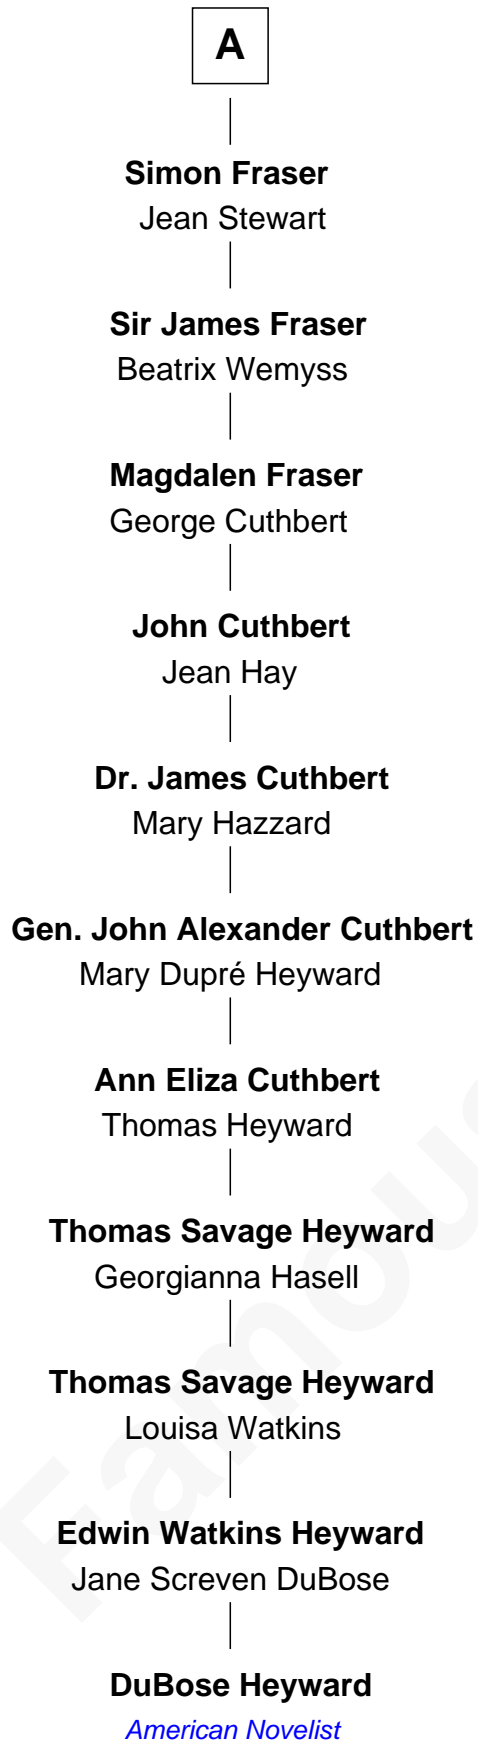 A
Simon Fraser
Jean Stewart
Sir James Fraser
Beatrix Wemyss
Magdalen Fraser
George Cuthbert
John Cuthbert
Jean Hay
Dr. James Cuthbert
Mary Hazzard
Gen. John Alexander Cuthbert
Mary Dupré Heyward
Ann Eliza Cuthbert
Thomas Heyward
Thomas Savage Heyward
Georgianna Hasell
Thomas Savage Heyward
Louisa Watkins
Edwin Watkins Heyward
Jane Screven DuBose
DuBose Heyward
American Novelist
Famous